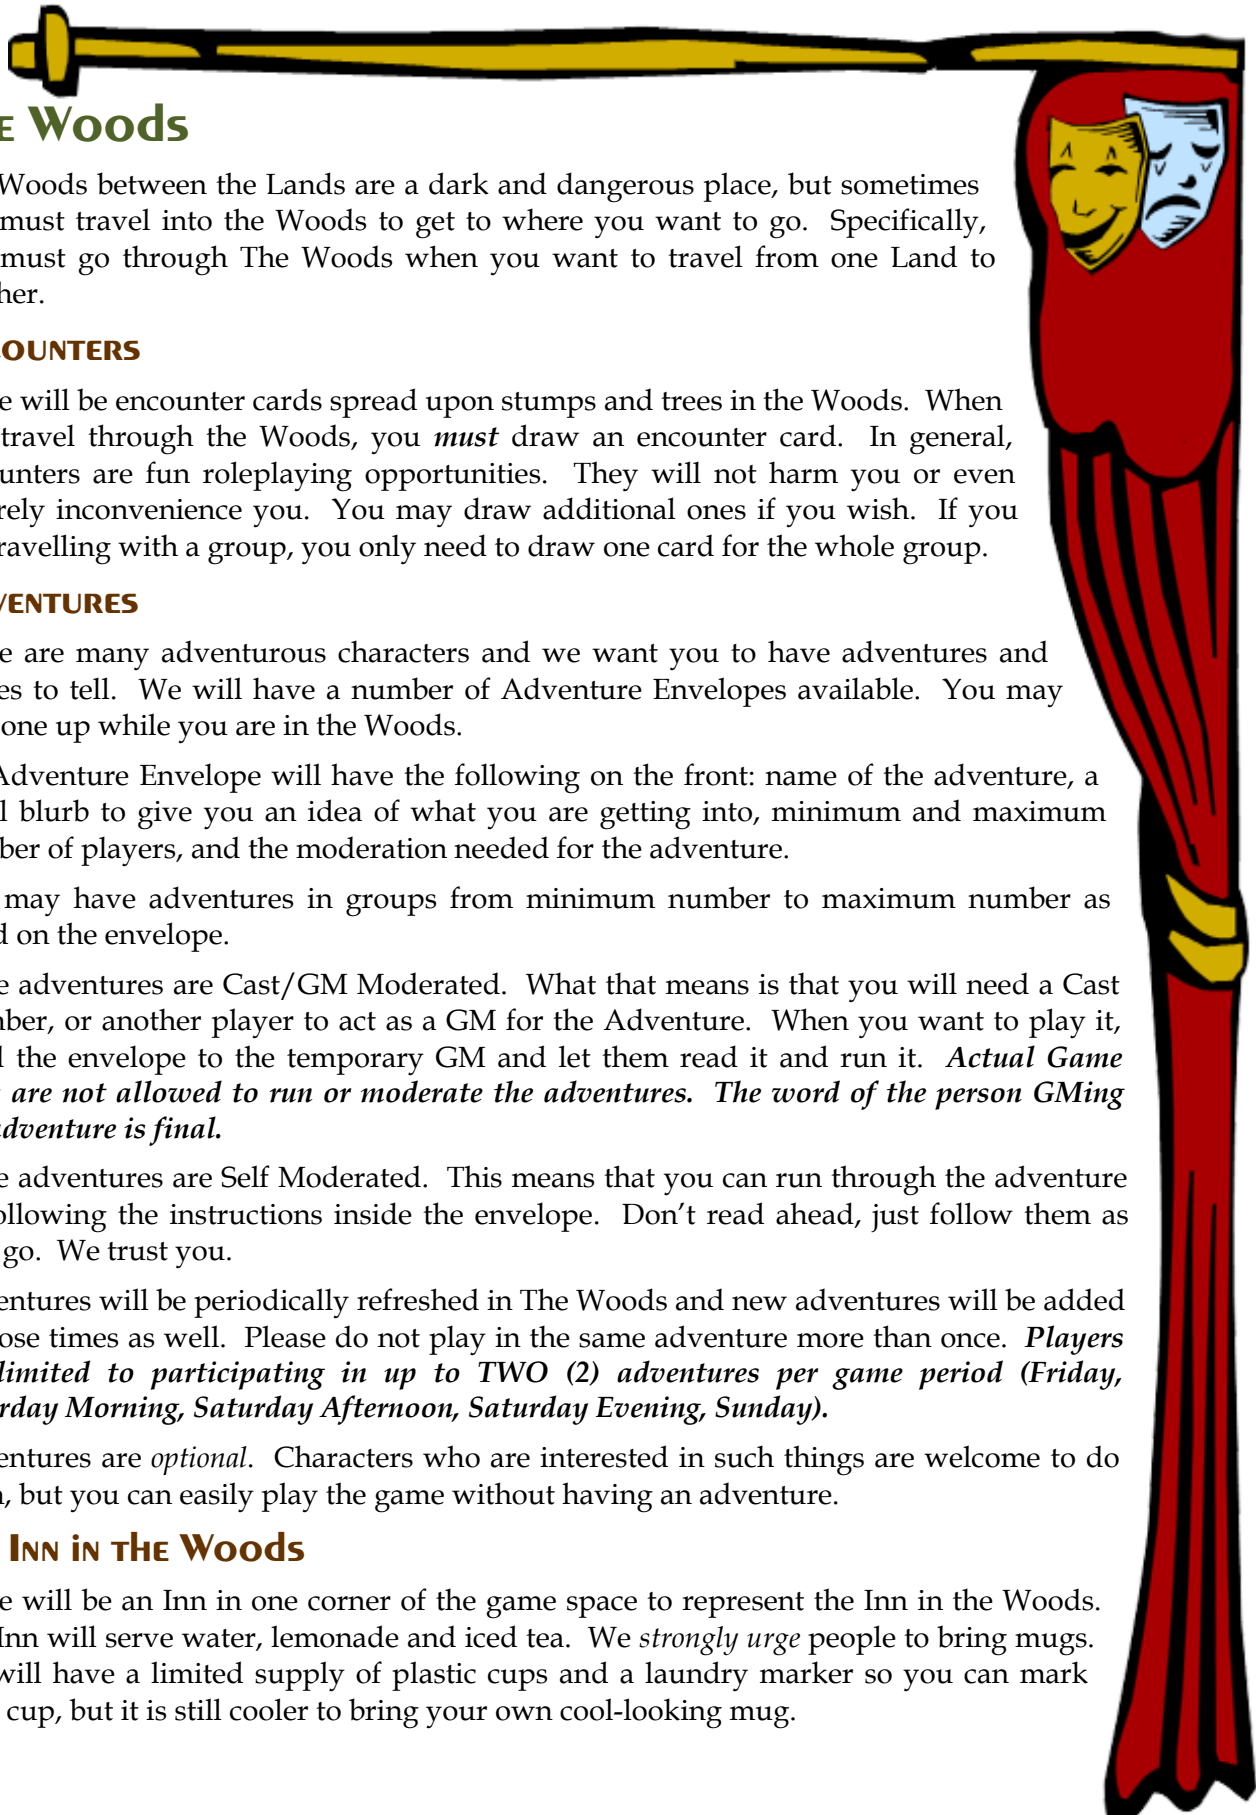 E Woods
Woods between the Lands are a dark and dangerous place, but sometimes
must travel into the Woods to get to where you want to go. Specifically,
must go through The Woods when you want to travel from one Land to
her.
OUNTERS
e will be encounter cards spread upon stumps and trees in the Woods. When
travel through the Woods, you must draw an encounter card. In general,
unters are fun roleplaying opportunities. They will not harm you or even
rely inconvenience you. You may draw additional ones if you wish. If you
ravelling with a group, you only need to draw one card for the whole group.
VENTURES
e are many adventurous characters and we want you to have adventures and
es to tell. We will have a number of Adventure Envelopes available. You may
one up while you are in the Woods.
Adventure Envelope will have the following on the front: name of the adventure, a
l blurb to give you an idea of what you are getting into, minimum and maximum
ber of players, and the moderation needed for the adventure.
may have adventures in groups from minimum number to maximum number as
d on the envelope.
e adventures are Cast/GM Moderated. What that means is that you will need a Cast
ber, or another player to act as a GM for the Adventure. When you want to play it,
d the envelope to the temporary GM and let them read it and run it. Actual Game
are not allowed to run or moderate the adventures. The word of the person GMing
adventure is final.
e adventures are Self Moderated. This means that you can run through the adventure
ollowing the instructions inside the envelope. Don't read ahead, just follow them as
go. We trust you.
entures will be periodically refreshed in The Woods and new adventures will be added
ose times as well. Please do not play in the same adventure more than once. Players
limited to participating in up to TWO (2) adventures per game period (Friday,
rday Morning, Saturday Afternoon, Saturday Evening, Sunday).
entures are optional. Characters who are interested in such things are welcome to do
, but you can easily play the game without having an adventure.
Inn in the Woods
e will be an Inn in one corner of the game space to represent the Inn in the Woods.
Inn will serve water, lemonade and iced tea. We strongly urge people to bring mugs.
will have a limited supply of plastic cups and a laundry marker so you can mark
cup, but it is still cooler to bring your own cool-looking mug.